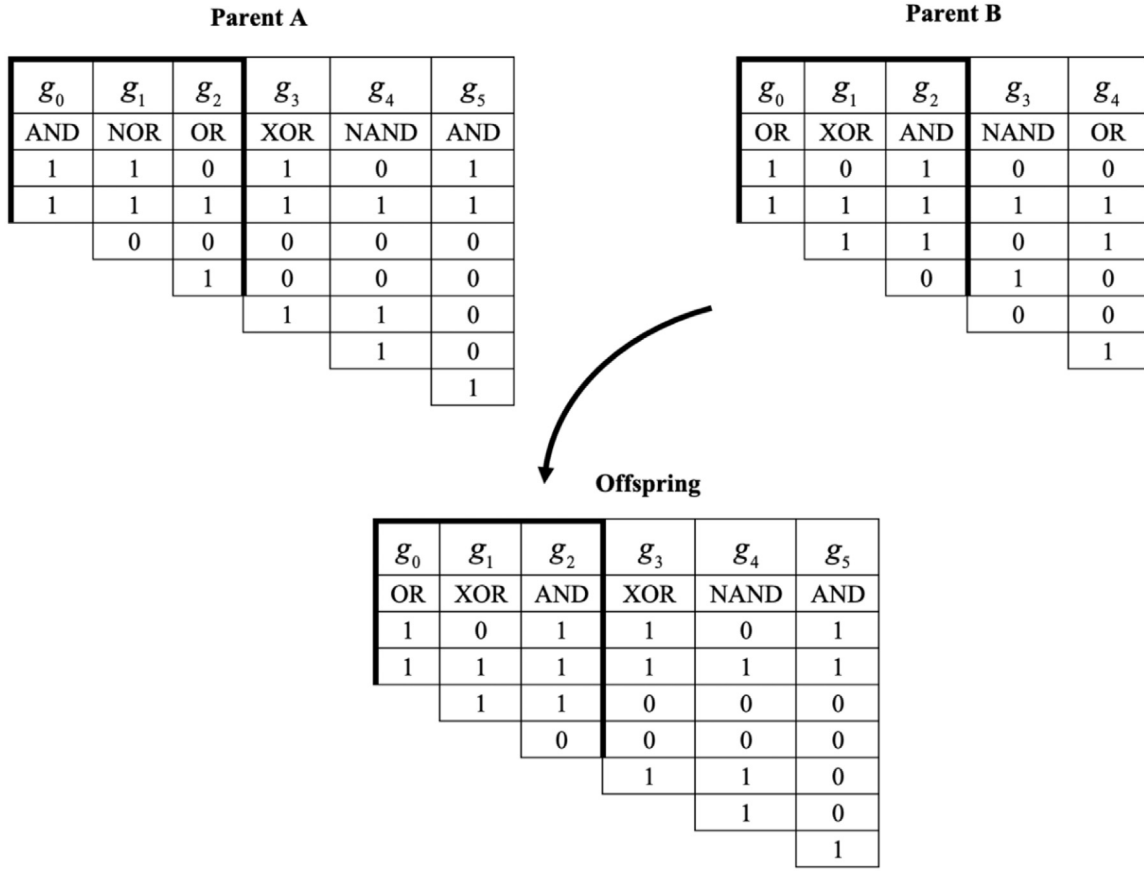 Parent A
g0 g1 g2 g3 g4 g5
AND NOR OR XOR NAND AND
1 1 0 1 0 1
1 1 1 1 1 1
0 0 0 0 0
1 0 0 0
1 1 0
1 0
1
Parent B
g0 g1 g2 g3 g4
OR XOR AND NAND OR
1 0 1 0 0
1 1 1 1 1
1 1 0 1
0 1 0
0 0
1
Offspring
g0 g1 g2 g3 g4 g5
OR XOR AND XOR NAND AND
1 0 1 1 0 1
1 1 1 1 1 1
1 1 0 0 0
0 0 0 0
1 1 0
1 0
1